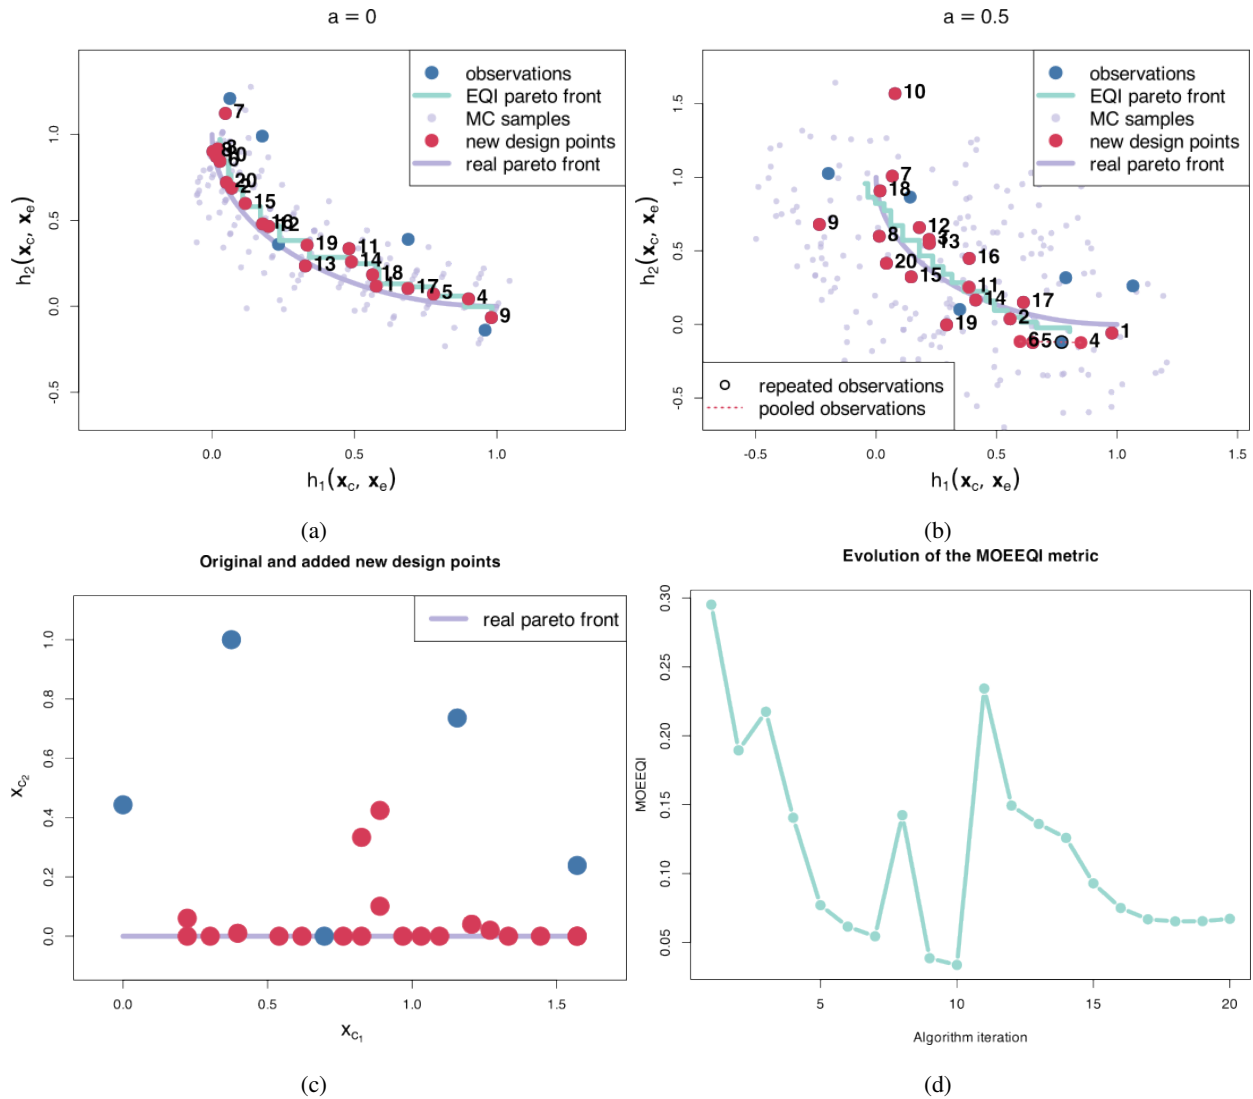 a = 0
a = 0.5
observations
EQI pareto front
MC samples
new design points
real pareto front
h2(xc, xe)
-0.5 0.0 0.5 1.0
7
3
8
10
6
20
2
15
16
12
19
11
13
14
18
1
17
5
4
9
0.0 0.5 1.0
h1(xc, xe)
(a)
observations
EQI pareto front
MC samples
new design points
real pareto front
h2(xc, xe)
-0.5 0.0 0.5 1.0 1.5
10
7
18
9
8
12
3
13
20
15
16
11
14
17
2
19
6
5
4
1
repeated observations
pooled observations
-0.5 0.0 0.5 1.0 1.5
h1(xc, xe)
(b)
Original and added new design points
real pareto front
xc2
0.0 0.2 0.4 0.6 0.8 1.0
0.0 0.5 1.0 1.5
xc1
(c)
Evolution of the MOEEQI metric
MOEEQI
0.05 0.10 0.15 0.20 0.25 0.30
5 10 15 20
Algorithm iteration
(d)